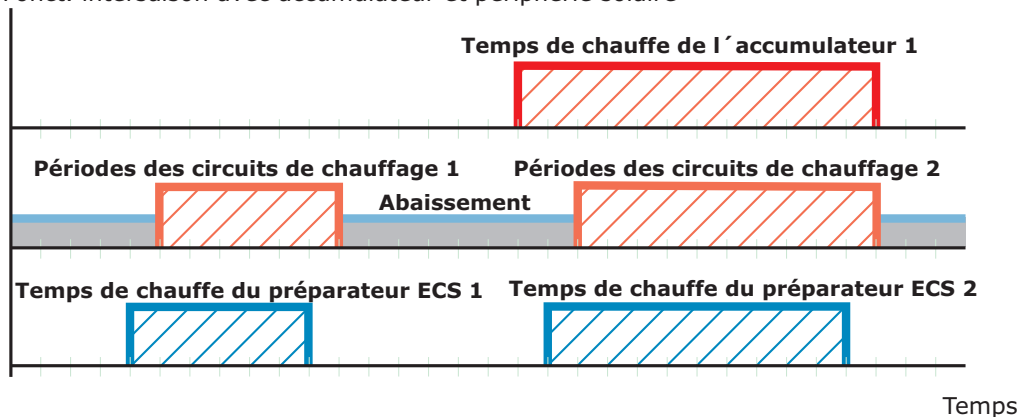 Temps de chauffe de l´accumulateur 1
Périodes des circuits de chauffage 1
Périodes des circuits de chauffage 2
Abaissement
Temps de chauffe du préparateur ECS 1
Temps de chauffe du préparateur ECS 2
Temps